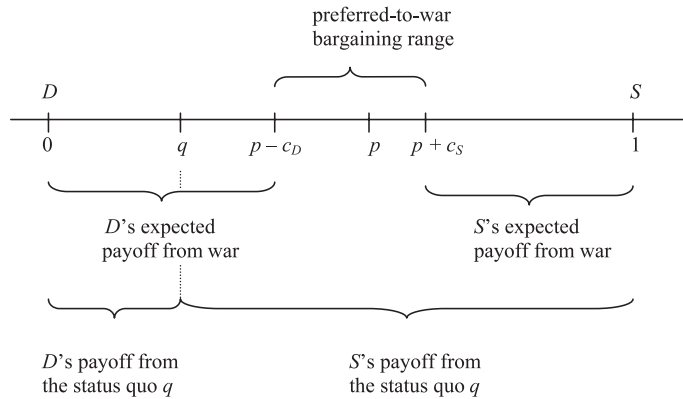 preferred-to-war
bargaining range
D S
0 q p – c_D p p + c_S 1
D’s expected
payoff from war
S’s expected
payoff from war
D’s payoff from
the status quo q
S’s payoff from
the status quo q